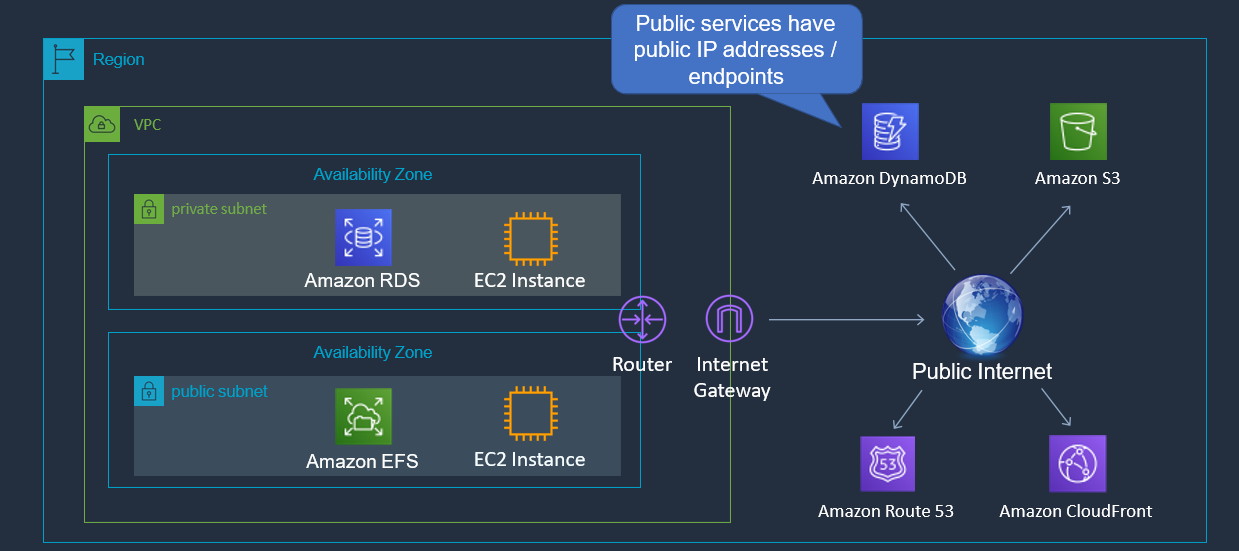 Public services have
public IP addresses /
endpoints
Region
VPC
Availability Zone
private subnet
Amazon RDS
EC2 Instance
Availability Zone
public subnet
Amazon EFS
EC2 Instance
Router
Internet
Gateway
Amazon DynamoDB
Amazon S3
Public Internet
53
Amazon Route 53
Amazon CloudFront